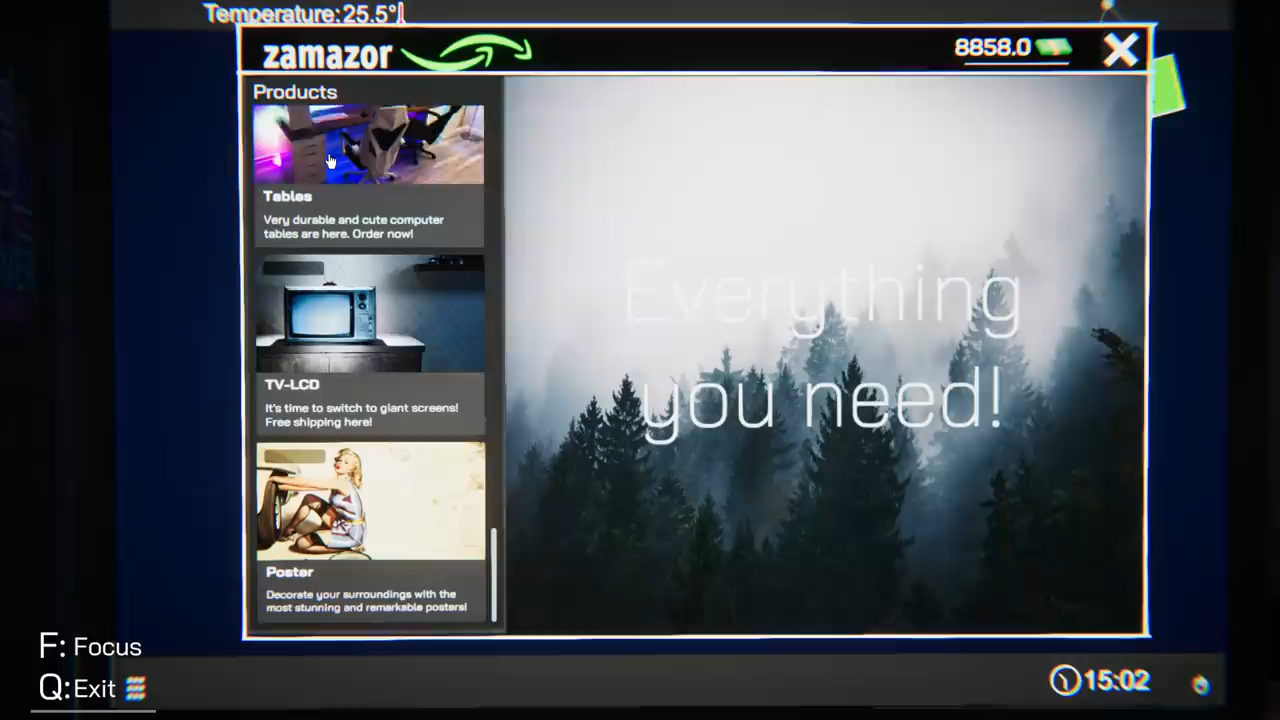 Temperature:25.5°
zamazor
8858.0
Products
Tables
Very durable and cute computer
tables are here. Order now!
TV-LCD
It's time to switch to giant screens!
Free shipping here!
Poster
Decorate your surroundings with the
most stunning and remarkable posters!
Everything
you need!
F: Focus
Q:Exit
15:02